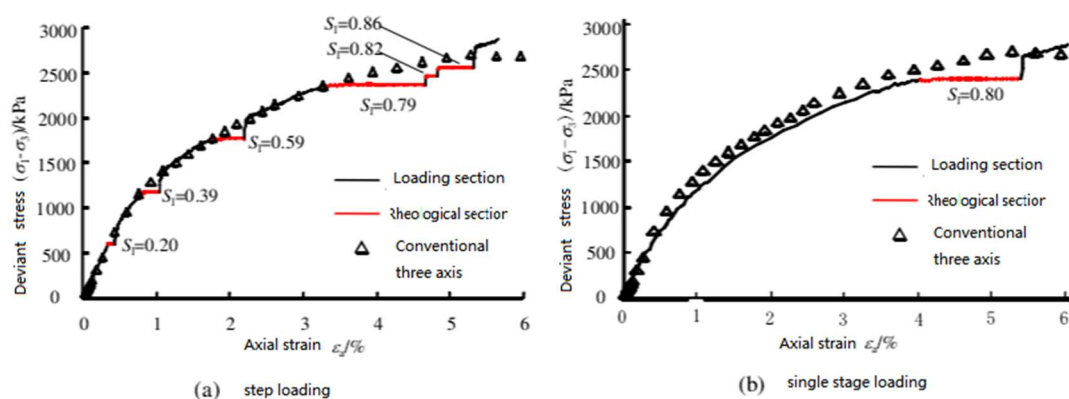 3000
2500
2000
1500
1000
500
0
Deviant stress (σ₁-σ₃)/kPa
S₁=0.86
S₁=0.82
S₁=0.79
S₁=0.59
S₁=0.39
S₁=0.20
Loading section
Rheological section
Conventional
three axis
0 1 2 3 4 5 6
Axial strain εz/%
(a) step loading
3000
2500
2000
1500
1000
500
0
Deviant stress (σ₁-σ₃)/kPa
S₁=0.80
Loading section
Rheological section
Conventional
three axis
0 1 2 3 4 5 6
Axial strain εz/%
(b) single stage loading